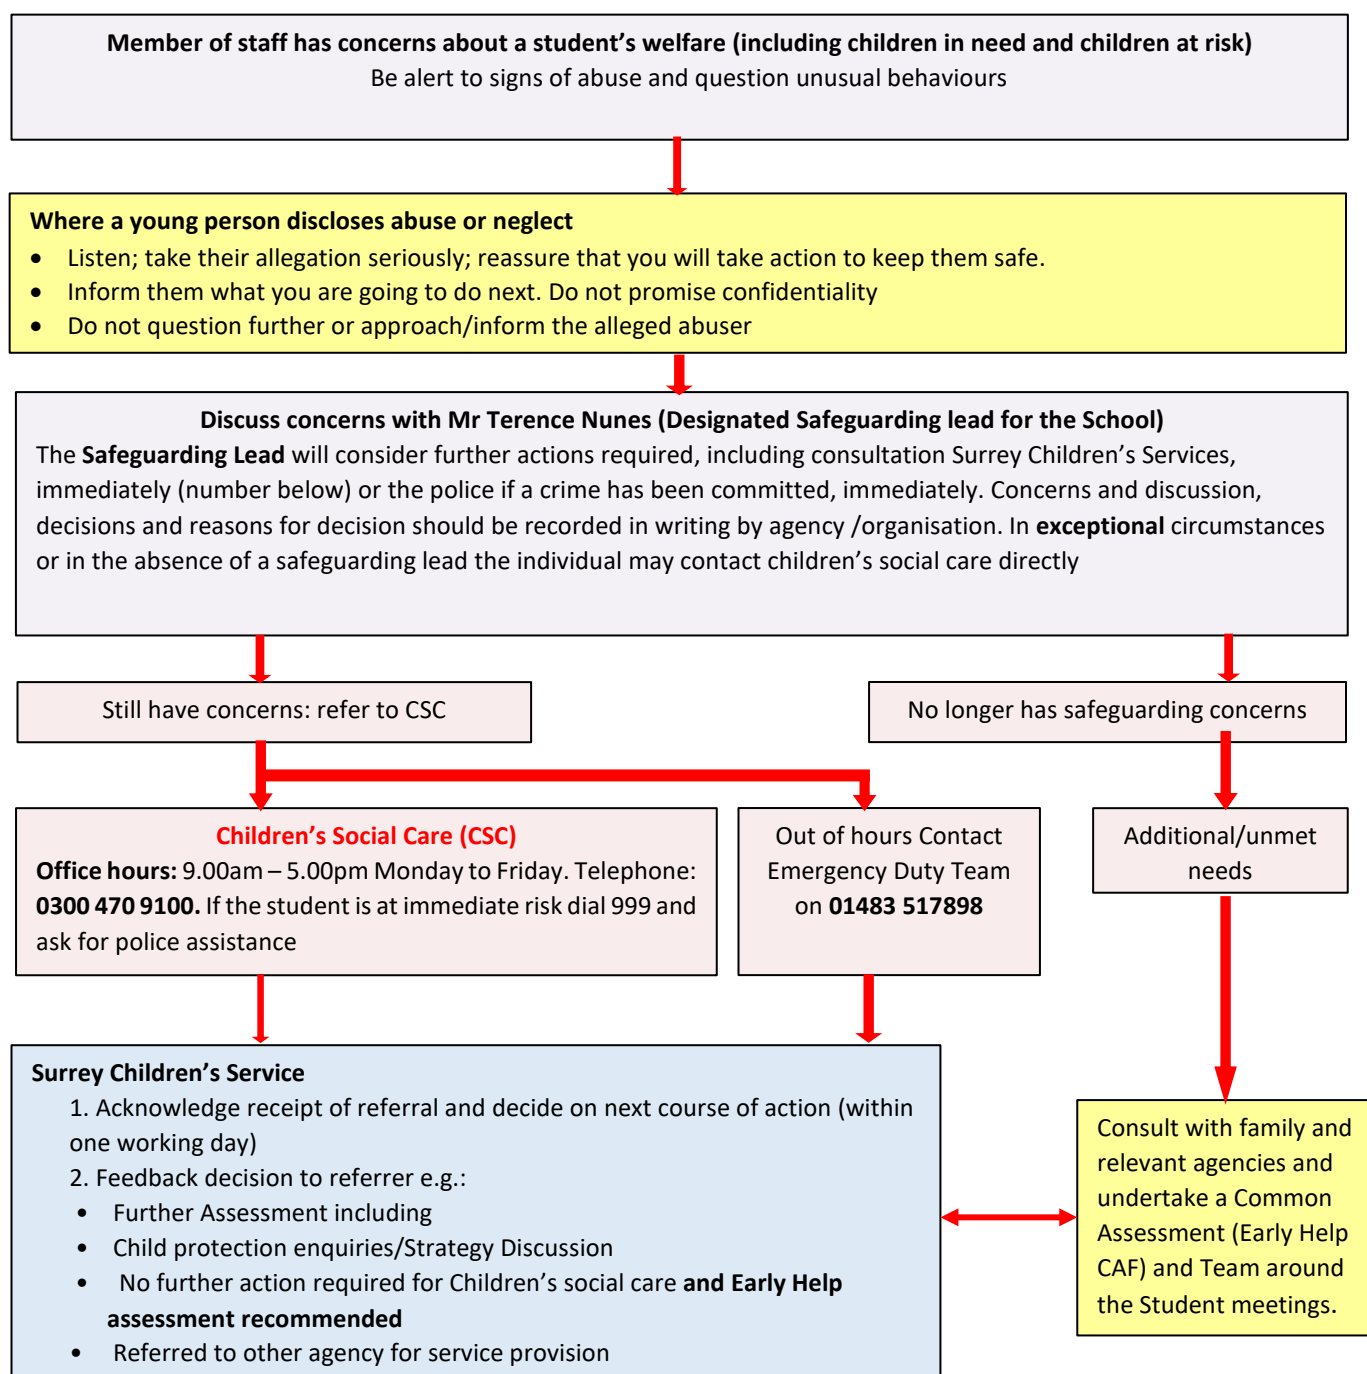 Member of staff has concerns about a student’s welfare (including children in need and children at risk)
Be alert to signs of abuse and question unusual behaviours
Where a young person discloses abuse or neglect
• Listen; take their allegation seriously; reassure that you will take action to keep them safe.
• Inform them what you are going to do next. Do not promise confidentiality
• Do not question further or approach/inform the alleged abuser
Discuss concerns with Mr Terence Nunes (Designated Safeguarding lead for the School)
The Safeguarding Lead will consider further actions required, including consultation Surrey Children’s Services,
immediately (number below) or the police if a crime has been committed, immediately. Concerns and discussion,
decisions and reasons for decision should be recorded in writing by agency /organisation. In exceptional circumstances
or in the absence of a safeguarding lead the individual may contact children’s social care directly
Still have concerns: refer to CSC
No longer has safeguarding concerns
Children’s Social Care (CSC)
Office hours: 9.00am – 5.00pm Monday to Friday. Telephone:
0300 470 9100. If the student is at immediate risk dial 999 and
ask for police assistance
Out of hours Contact
Emergency Duty Team
on 01483 517898
Additional/unmet
needs
Surrey Children’s Service
1. Acknowledge receipt of referral and decide on next course of action (within
one working day)
2. Feedback decision to referrer e.g.:
• Further Assessment including
• Child protection enquiries/Strategy Discussion
• No further action required for Children’s social care and Early Help
assessment recommended
• Referred to other agency for service provision
Consult with family and
relevant agencies and
undertake a Common
Assessment (Early Help
CAF) and Team around
the Student meetings.